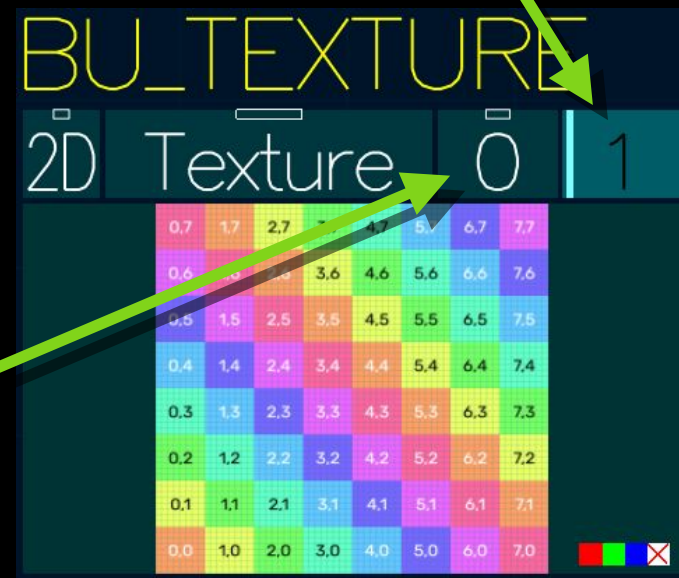 BU_TEXTURE
2D Texture 0 1
0,7 1,7 2,7 4,7 6,7 7,7
0,6 3,6 4,6 5,6 6,6 7,6
0,5 1,5 2,5 3,5 4,5 5,5 6,5 7,5
0,4 1,4 2,4 3,4 4,4 5,4 6,4 7,4
0,3 1,3 2,3 3,3 4,3 5,3 6,3 7,3
0,2 1,2 2,2 3,2 4,2 5,2 6,2 7,2
0,1 1,1 2,1 3,1 4,1 5,1 6,1 7,1
0,0 1,0 2,0 3,0 4,0 5,0 6,0 7,0